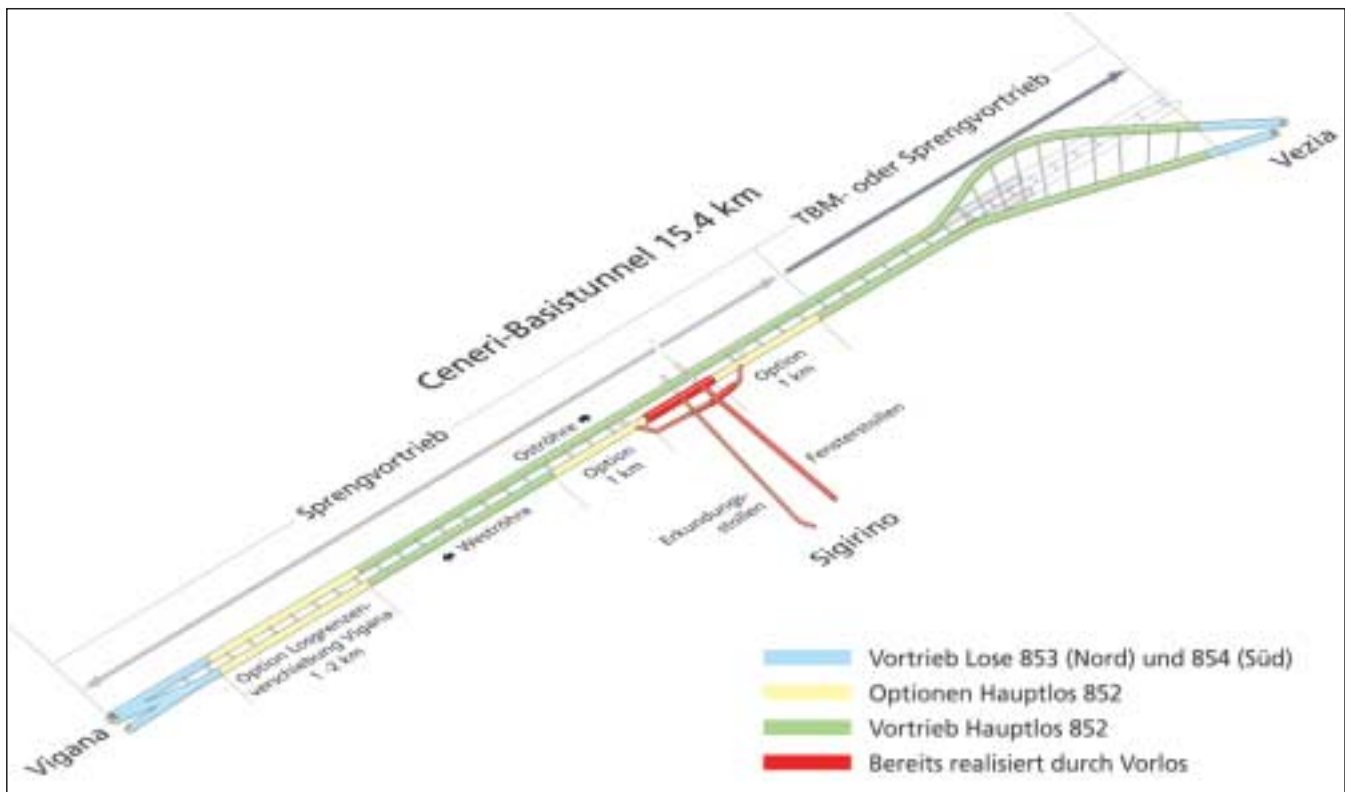 TBM- oder Sprengvortrieb
Vezia
Ceneri-Basistunnel 15.4 km
Sprengvortrieb
Oströhre
Option
1 km
Fensterstollen
Option
1 km
Weströhre
Erkundungs-
stollen
Sigirino
Option Losgrenzen-
verschiebung Vigana
1 -2 km
Vigana
Vortrieb Lose 853 (Nord) und 854 (Süd)
Optionen Hauptlos 852
Vortrieb Hauptlos 852
Bereits realisiert durch Vorlos